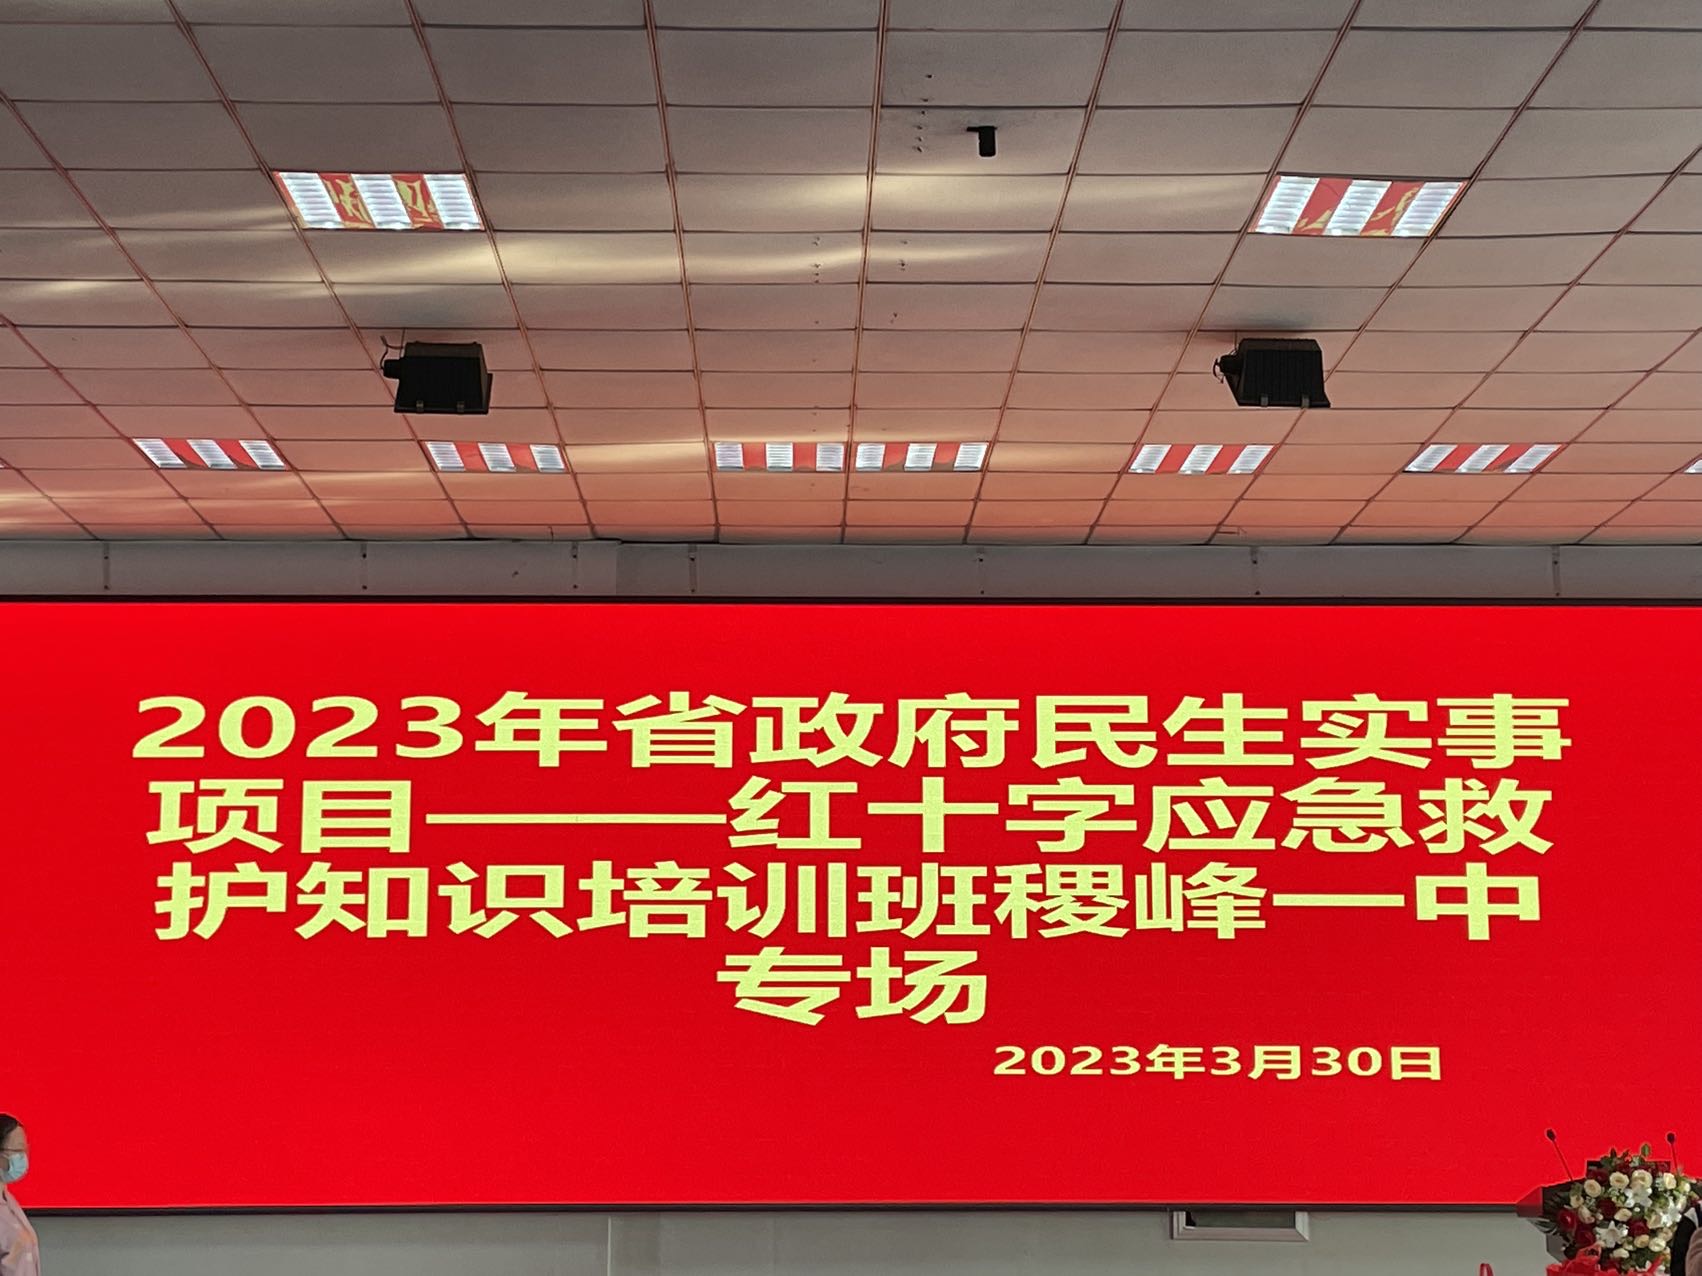 2023年省政府民生实事
项目——红十字应急救
护知识培训班稷峰一中
专场
2023年3月30日